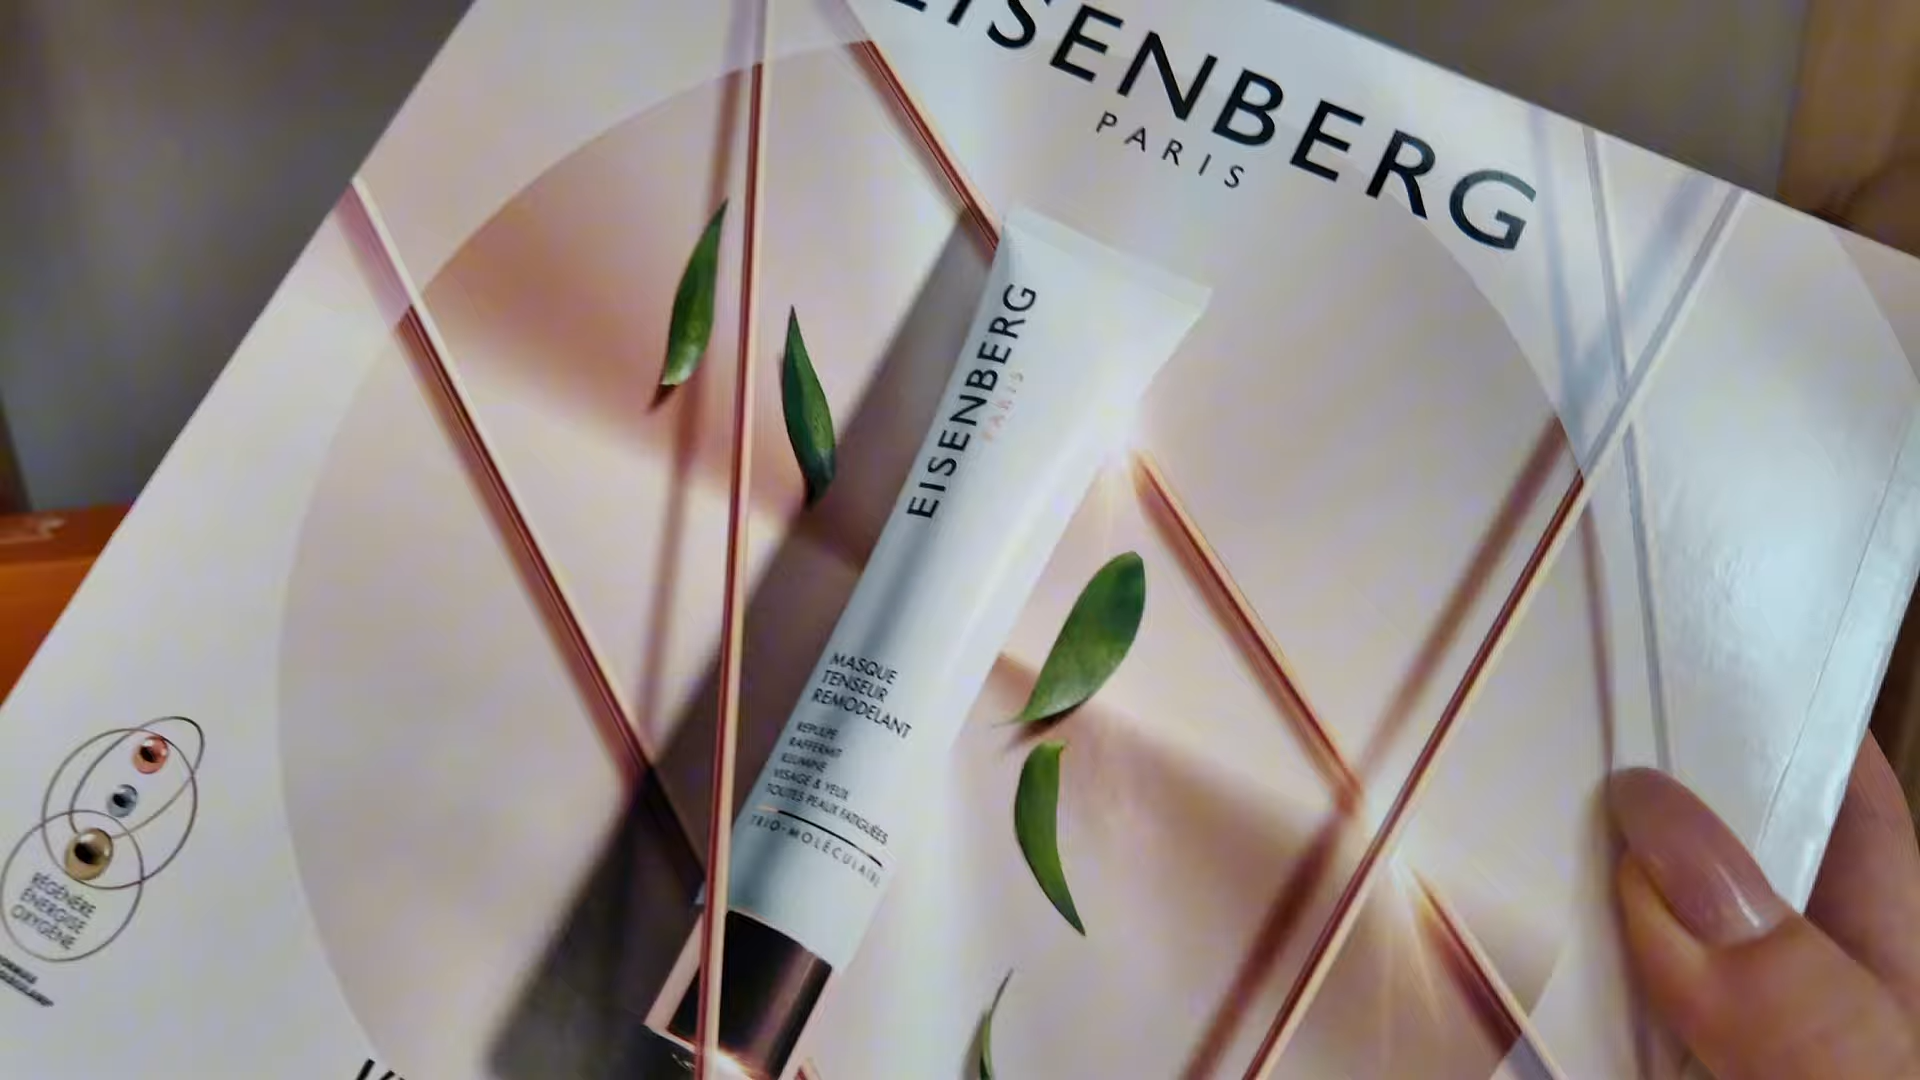 EISENBERG
PARIS
EISENBERG
PARIS
MASQUE
TENSEUR
REMODELANT
REPULPE
RAFFERMIT
ILLUMINE
VISAGE & YEUX
TOUTES PEAUX FATIGUÉES
TRIO-MOLÉCULAIRE
RÉGÉNÈRE
ÉNERGISE
OXYGÈNE